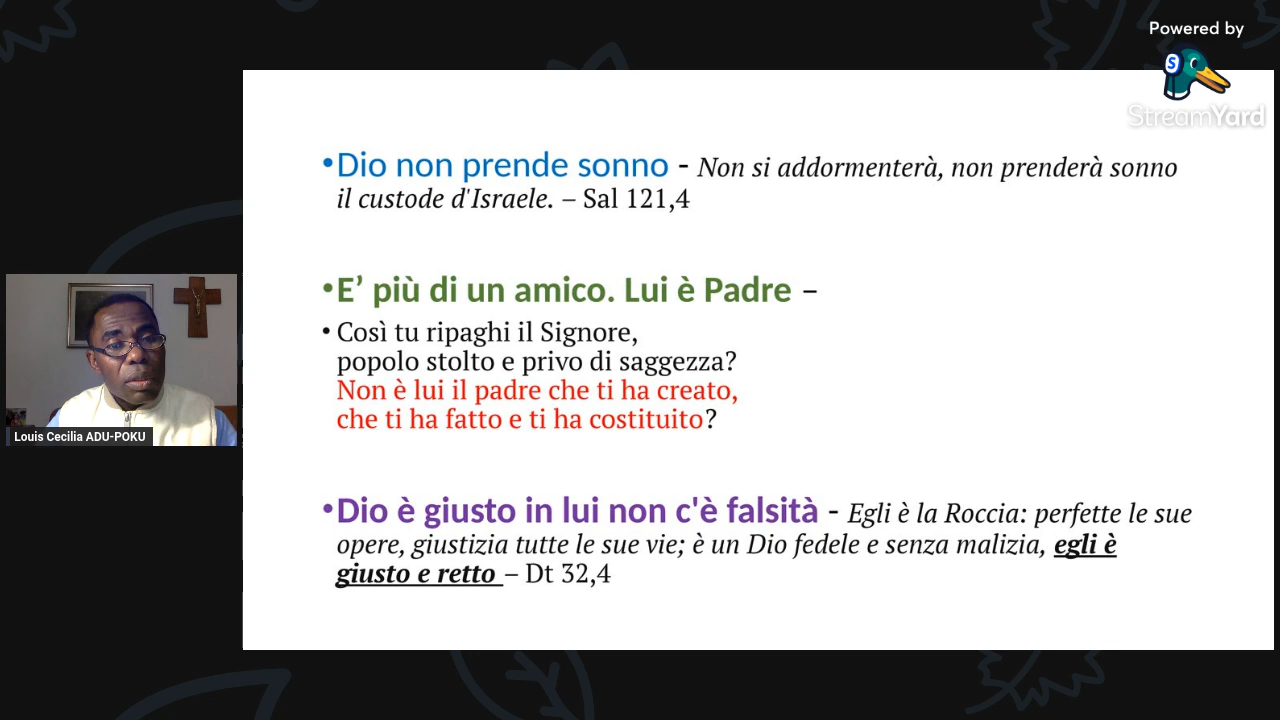 Powered by
StreamYard
•Dio non prende sonno - Non si addormenterà, non prenderà sonno
il custode d'Israele. – Sal 121,4
•E’ più di un amico. Lui è Padre –
•Così tu ripaghi il Signore,
popolo stolto e privo di saggezza?
Non è lui il padre che ti ha creato,
che ti ha fatto e ti ha costituito?
•Dio è giusto in lui non c'è falsità - Egli è la Roccia: perfette le sue
opere, giustizia tutte le sue vie; è un Dio fedele e senza malizia, egli è
giusto e retto – Dt 32,4
Louis Cecilia ADU-POKU